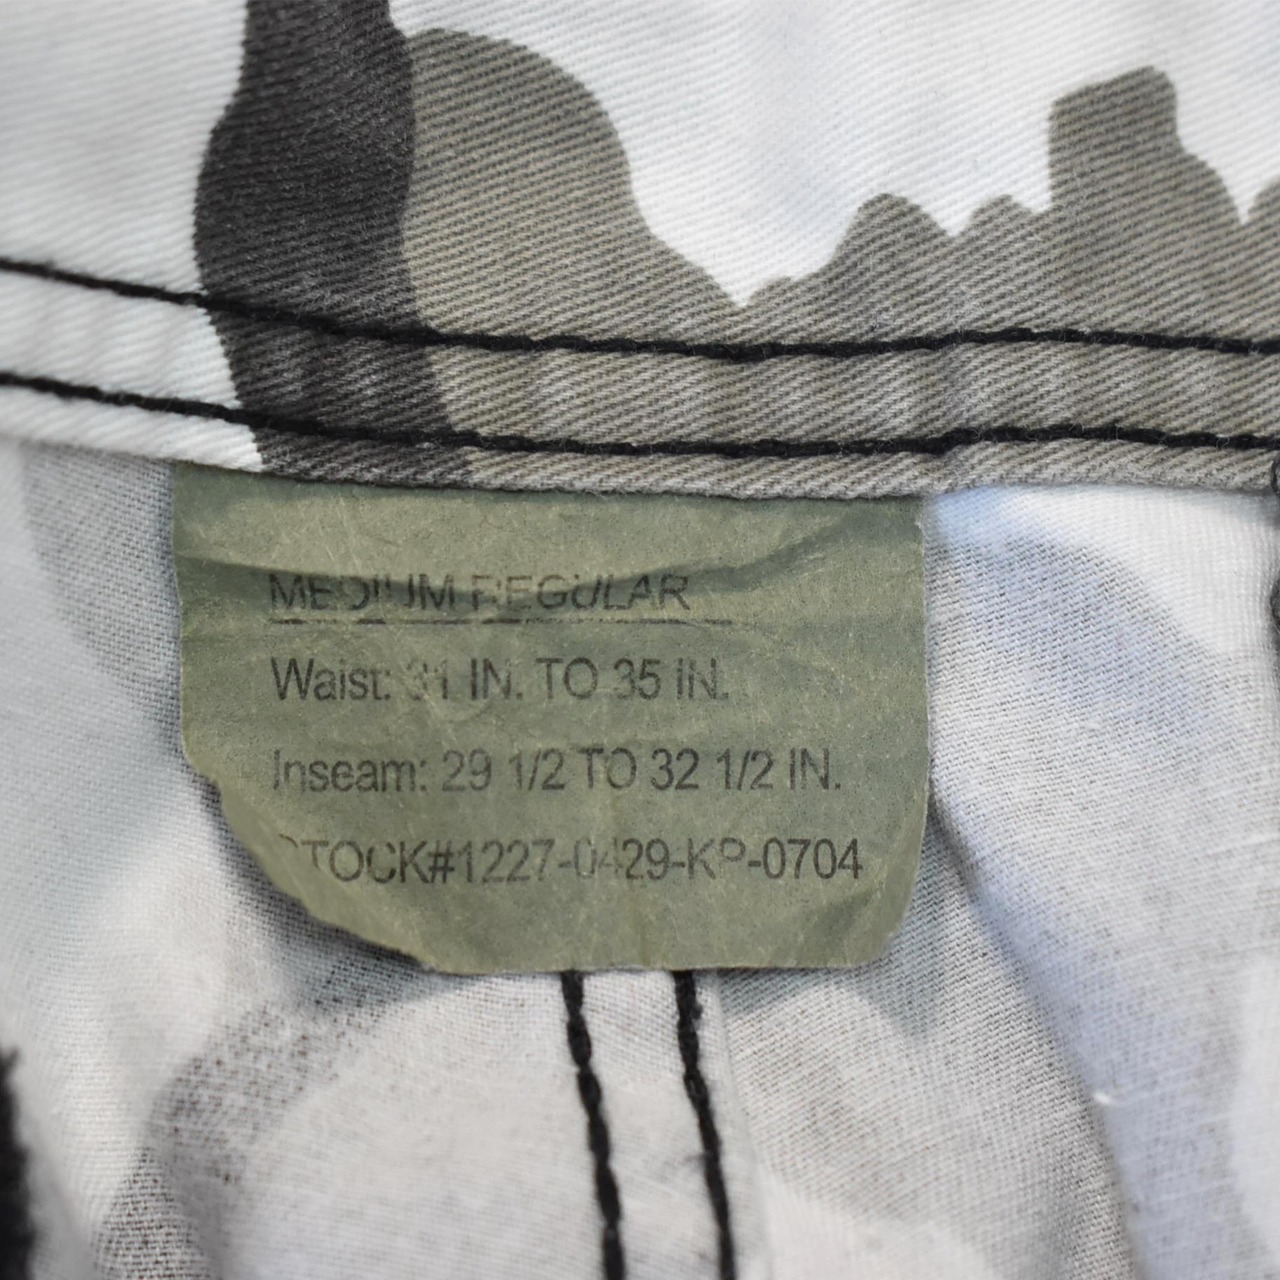 MEDIUM REGULAR
Waist: 31 IN. TO 35 IN.
Inseam: 29 1/2 TO 32 1/2 IN.
STOCK#1227-0429-KP-0704